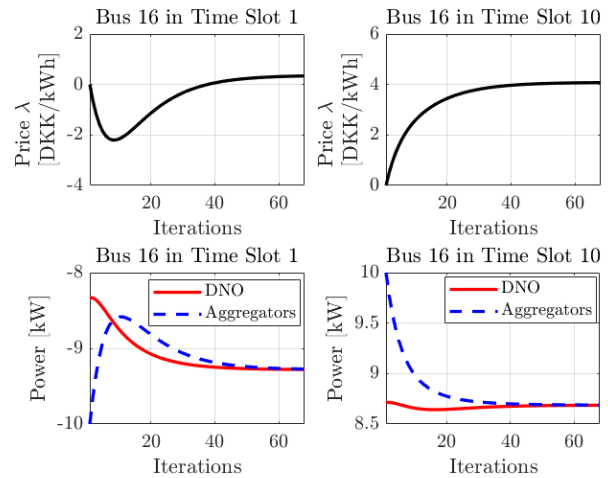 Bus 16 in Time Slot 1
2
0
-2
-4
20
40
60
Iterations
Price λ
[DKK/kWh]
Bus 16 in Time Slot 10
6
4
2
0
20
40
60
Iterations
Price λ
[DKK/kWh]
Bus 16 in Time Slot 1
-8
-9
-10
20
40
60
Iterations
Power [kW]
DNO
Aggregators
Bus 16 in Time Slot 10
10
9.5
9
8.5
20
40
60
Iterations
Power [kW]
DNO
Aggregators